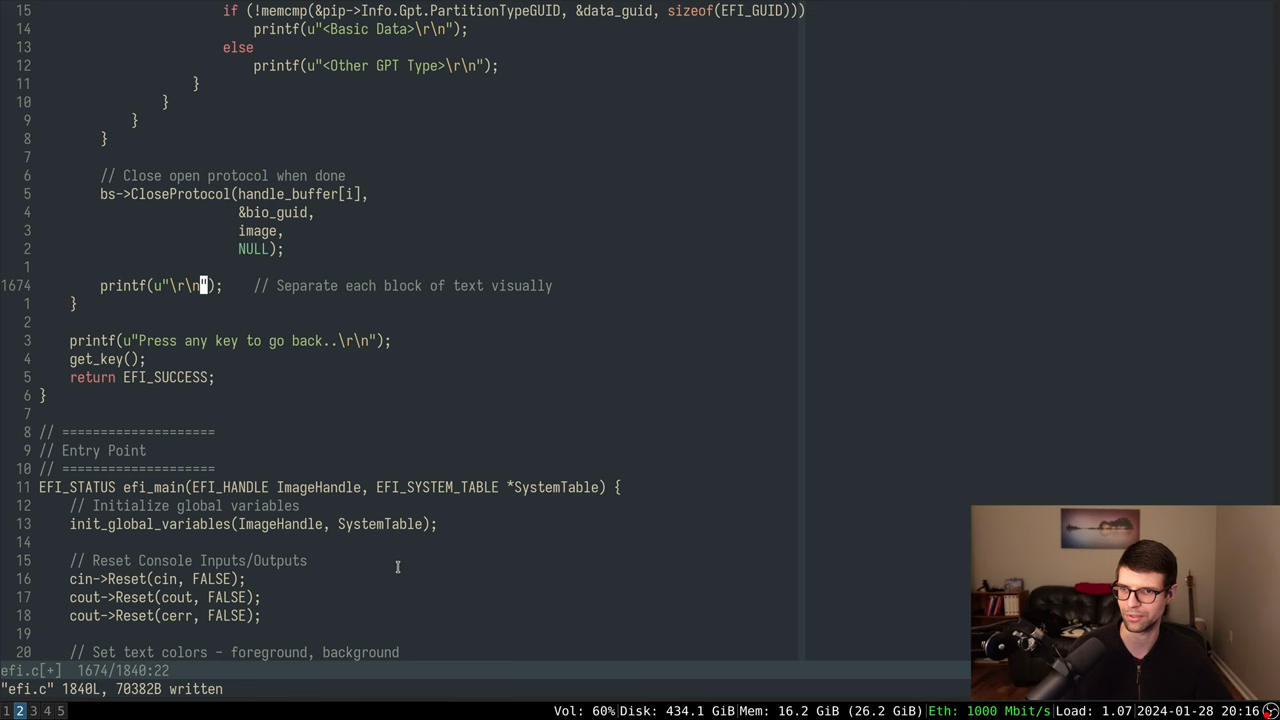 15                         if (!memcmp(&pip->Info.Gpt.PartitionTypeGUID, &data_guid, sizeof(EFI_GUID)))
14                             printf(u"<Basic Data>\r\n");
13                         else
12                             printf(u"<Other GPT Type>\r\n");
11                     }
10                 }
9             }
8         }
7
6         // Close open protocol when done
5         bs->CloseProtocol(handle_buffer[i],
4                           &bio_guid,
3                           image,
2                           NULL);
1
1674         printf(u"\r\n");    // Separate each block of text visually
1     }
2
3     printf(u"Press any key to go back..\r\n");
4     get_key();
5     return EFI_SUCCESS;
6 }
7
8 // ====================
9 // Entry Point
10 // ====================
11 EFI_STATUS efi_main(EFI_HANDLE ImageHandle, EFI_SYSTEM_TABLE *SystemTable) {
12     // Initialize global variables
13     init_global_variables(ImageHandle, SystemTable);
14
15     // Reset Console Inputs/Outputs
16     cin->Reset(cin, FALSE);
17     cout->Reset(cout, FALSE);
18     cout->Reset(cerr, FALSE);
19
20     // Set text colors - foreground, background
efi.c[+]  1674/1840:22
"efi.c" 1840L, 70382B written
1 2 3 4 5 Vol: 60%|Disk: 434.1 GiB|Mem: 16.2 GiB (26.2 GiB)|Eth: 1000 Mbit/s|Load: 1.07|2024-01-28 20:16